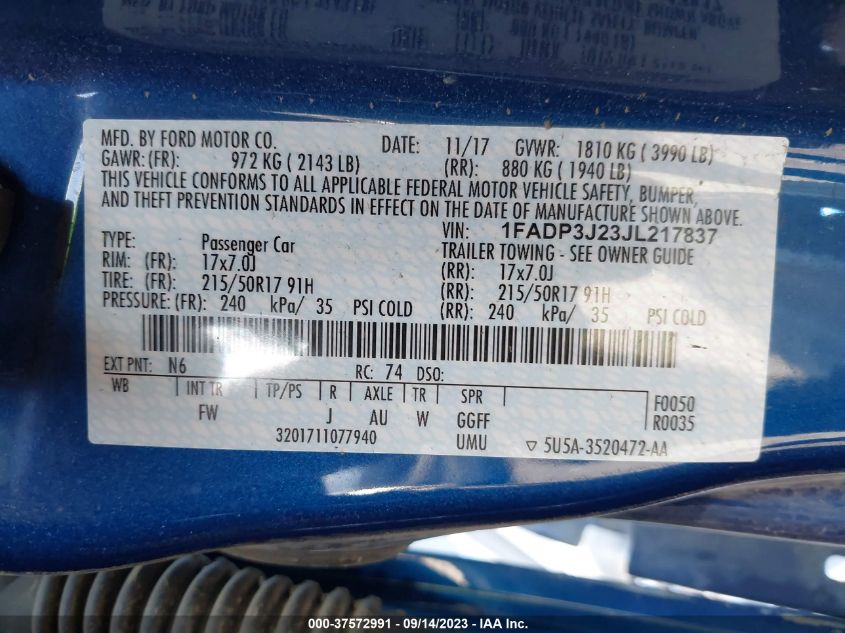 MFD. BY FORD MOTOR CO. DATE: 11/17 GVWR: 1810 KG ( 3990 LB)
GAWR: (FR): 972 KG ( 2143 LB) (RR): 880 KG ( 1940 LB)
THIS VEHICLE CONFORMS TO ALL APPLICABLE FEDERAL MOTOR VEHICLE SAFETY, BUMPER,
AND THEFT PREVENTION STANDARDS IN EFFECT ON THE DATE OF MANUFACTURE SHOWN ABOVE.
VIN: 1FADP3J23JL217837
TYPE: Passenger Car TRAILER TOWING - SEE OWNER GUIDE
RIM: (FR): 17x7.0J (RR): 17x7.0J
TIRE: (FR): 215/50R17 91H (RR): 215/50R17 91H
PRESSURE: (FR): 240 kPa/ 35 PSI COLD (RR): 240 kPa/ 35 PSI COLD
EXT PNT: N6 RC: 74 DSO:
WB INT TR TP/PS R AXLE TR SPR F0050
FW J AU W GGFF R0035
3201711077940 UMU ▽ 5U5A-3520472-AA
000-37572991 - 09/14/2023 - IAA Inc.